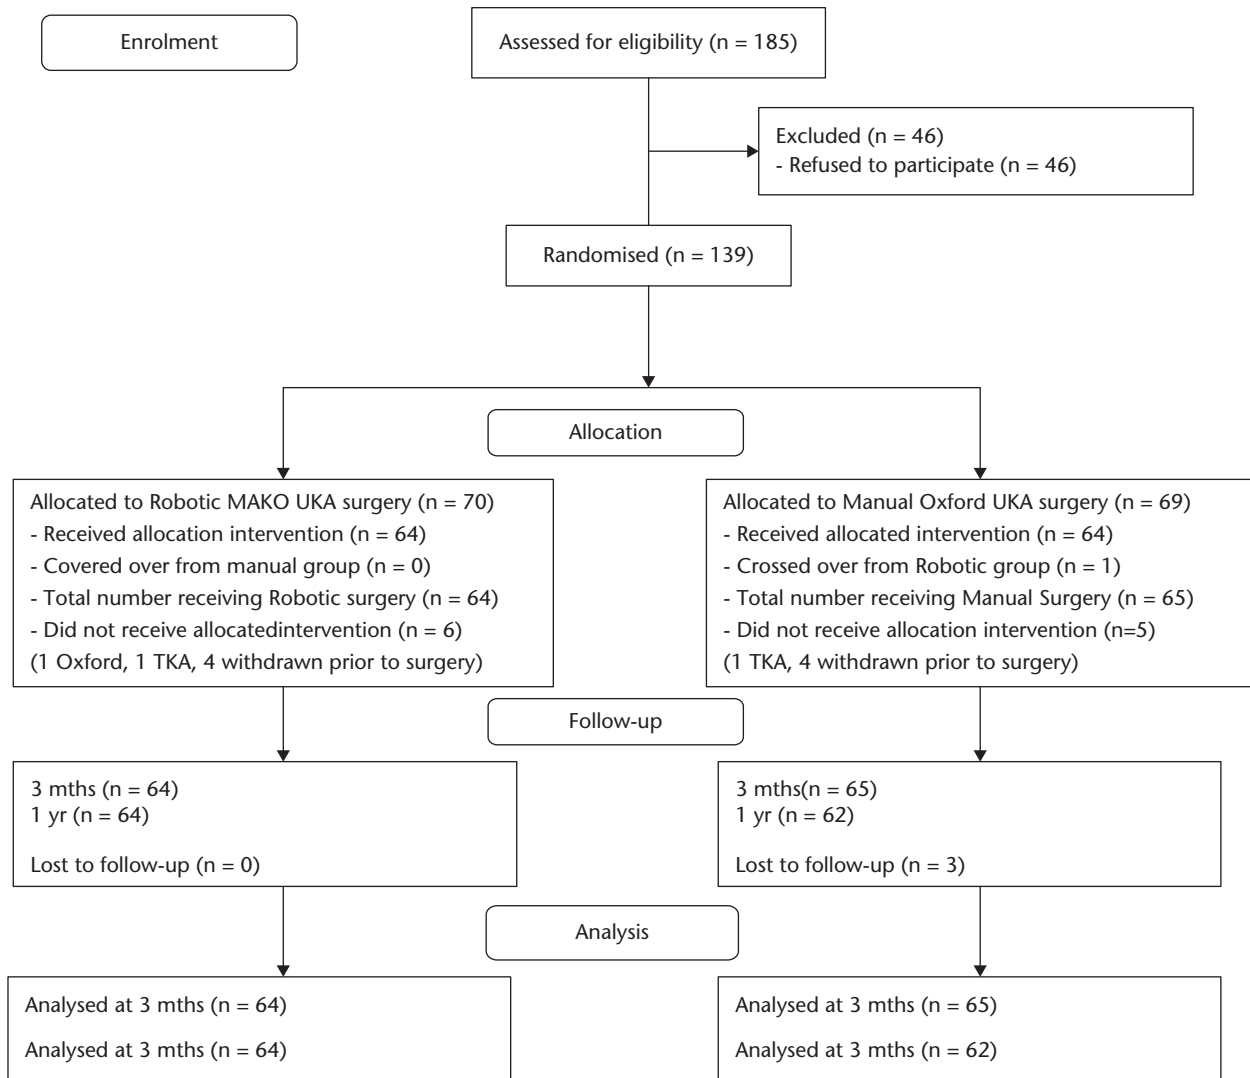 Enrolment
Assessed for eligibility (n = 185)
Excluded (n = 46)
- Refused to participate (n = 46)
Randomised (n = 139)
Allocation
Allocated to Robotic MAKO UKA surgery (n = 70)
- Received allocation intervention (n = 64)
- Covered over from manual group (n = 0)
- Total number receiving Robotic surgery (n = 64)
- Did not receive allocatedintervention (n = 6)
(1 Oxford, 1 TKA, 4 withdrawn prior to surgery)
Allocated to Manual Oxford UKA surgery (n = 69)
- Received allocated intervention (n = 64)
- Crossed over from Robotic group (n = 1)
- Total number receiving Manual Surgery (n = 65)
- Did not receive allocation intervention (n=5)
(1 TKA, 4 withdrawn prior to surgery)
Follow-up
3 mths (n = 64)
1 yr (n = 64)
Lost to follow-up (n = 0)
3 mths(n = 65)
1 yr (n = 62)
Lost to follow-up (n = 3)
Analysis
Analysed at 3 mths (n = 64)
Analysed at 3 mths (n = 64)
Analysed at 3 mths (n = 65)
Analysed at 3 mths (n = 62)